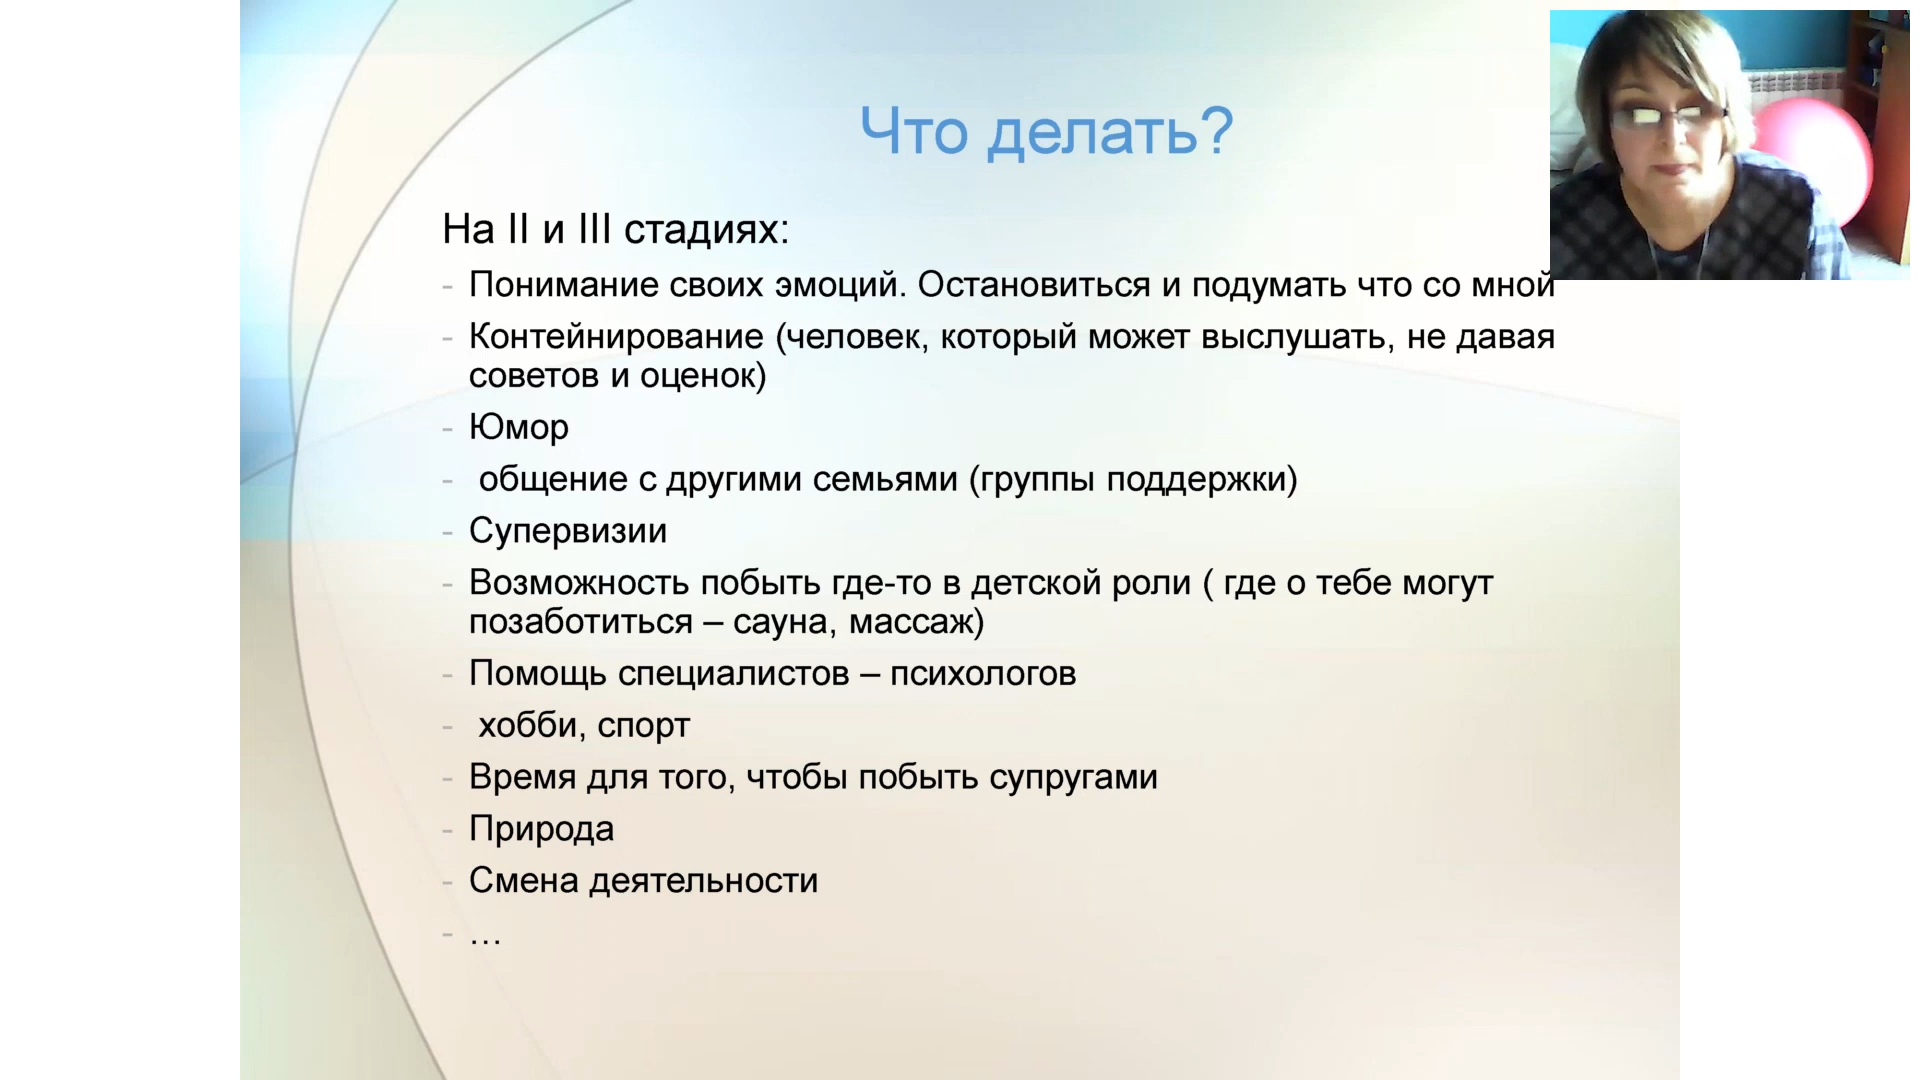 Что делать?
На II и III стадиях:
- Понимание своих эмоций. Остановиться и подумать что со мной
- Контейнирование (человек, который может выслушать, не давая
советов и оценок)
- Юмор
- общение с другими семьями (группы поддержки)
- Супервизии
- Возможность побыть где-то в детской роли ( где о тебе могут
позаботиться – сауна, массаж)
- Помощь специалистов – психологов
- хобби, спорт
- Время для того, чтобы побыть супругами
- Природа
- Смена деятельности
- …